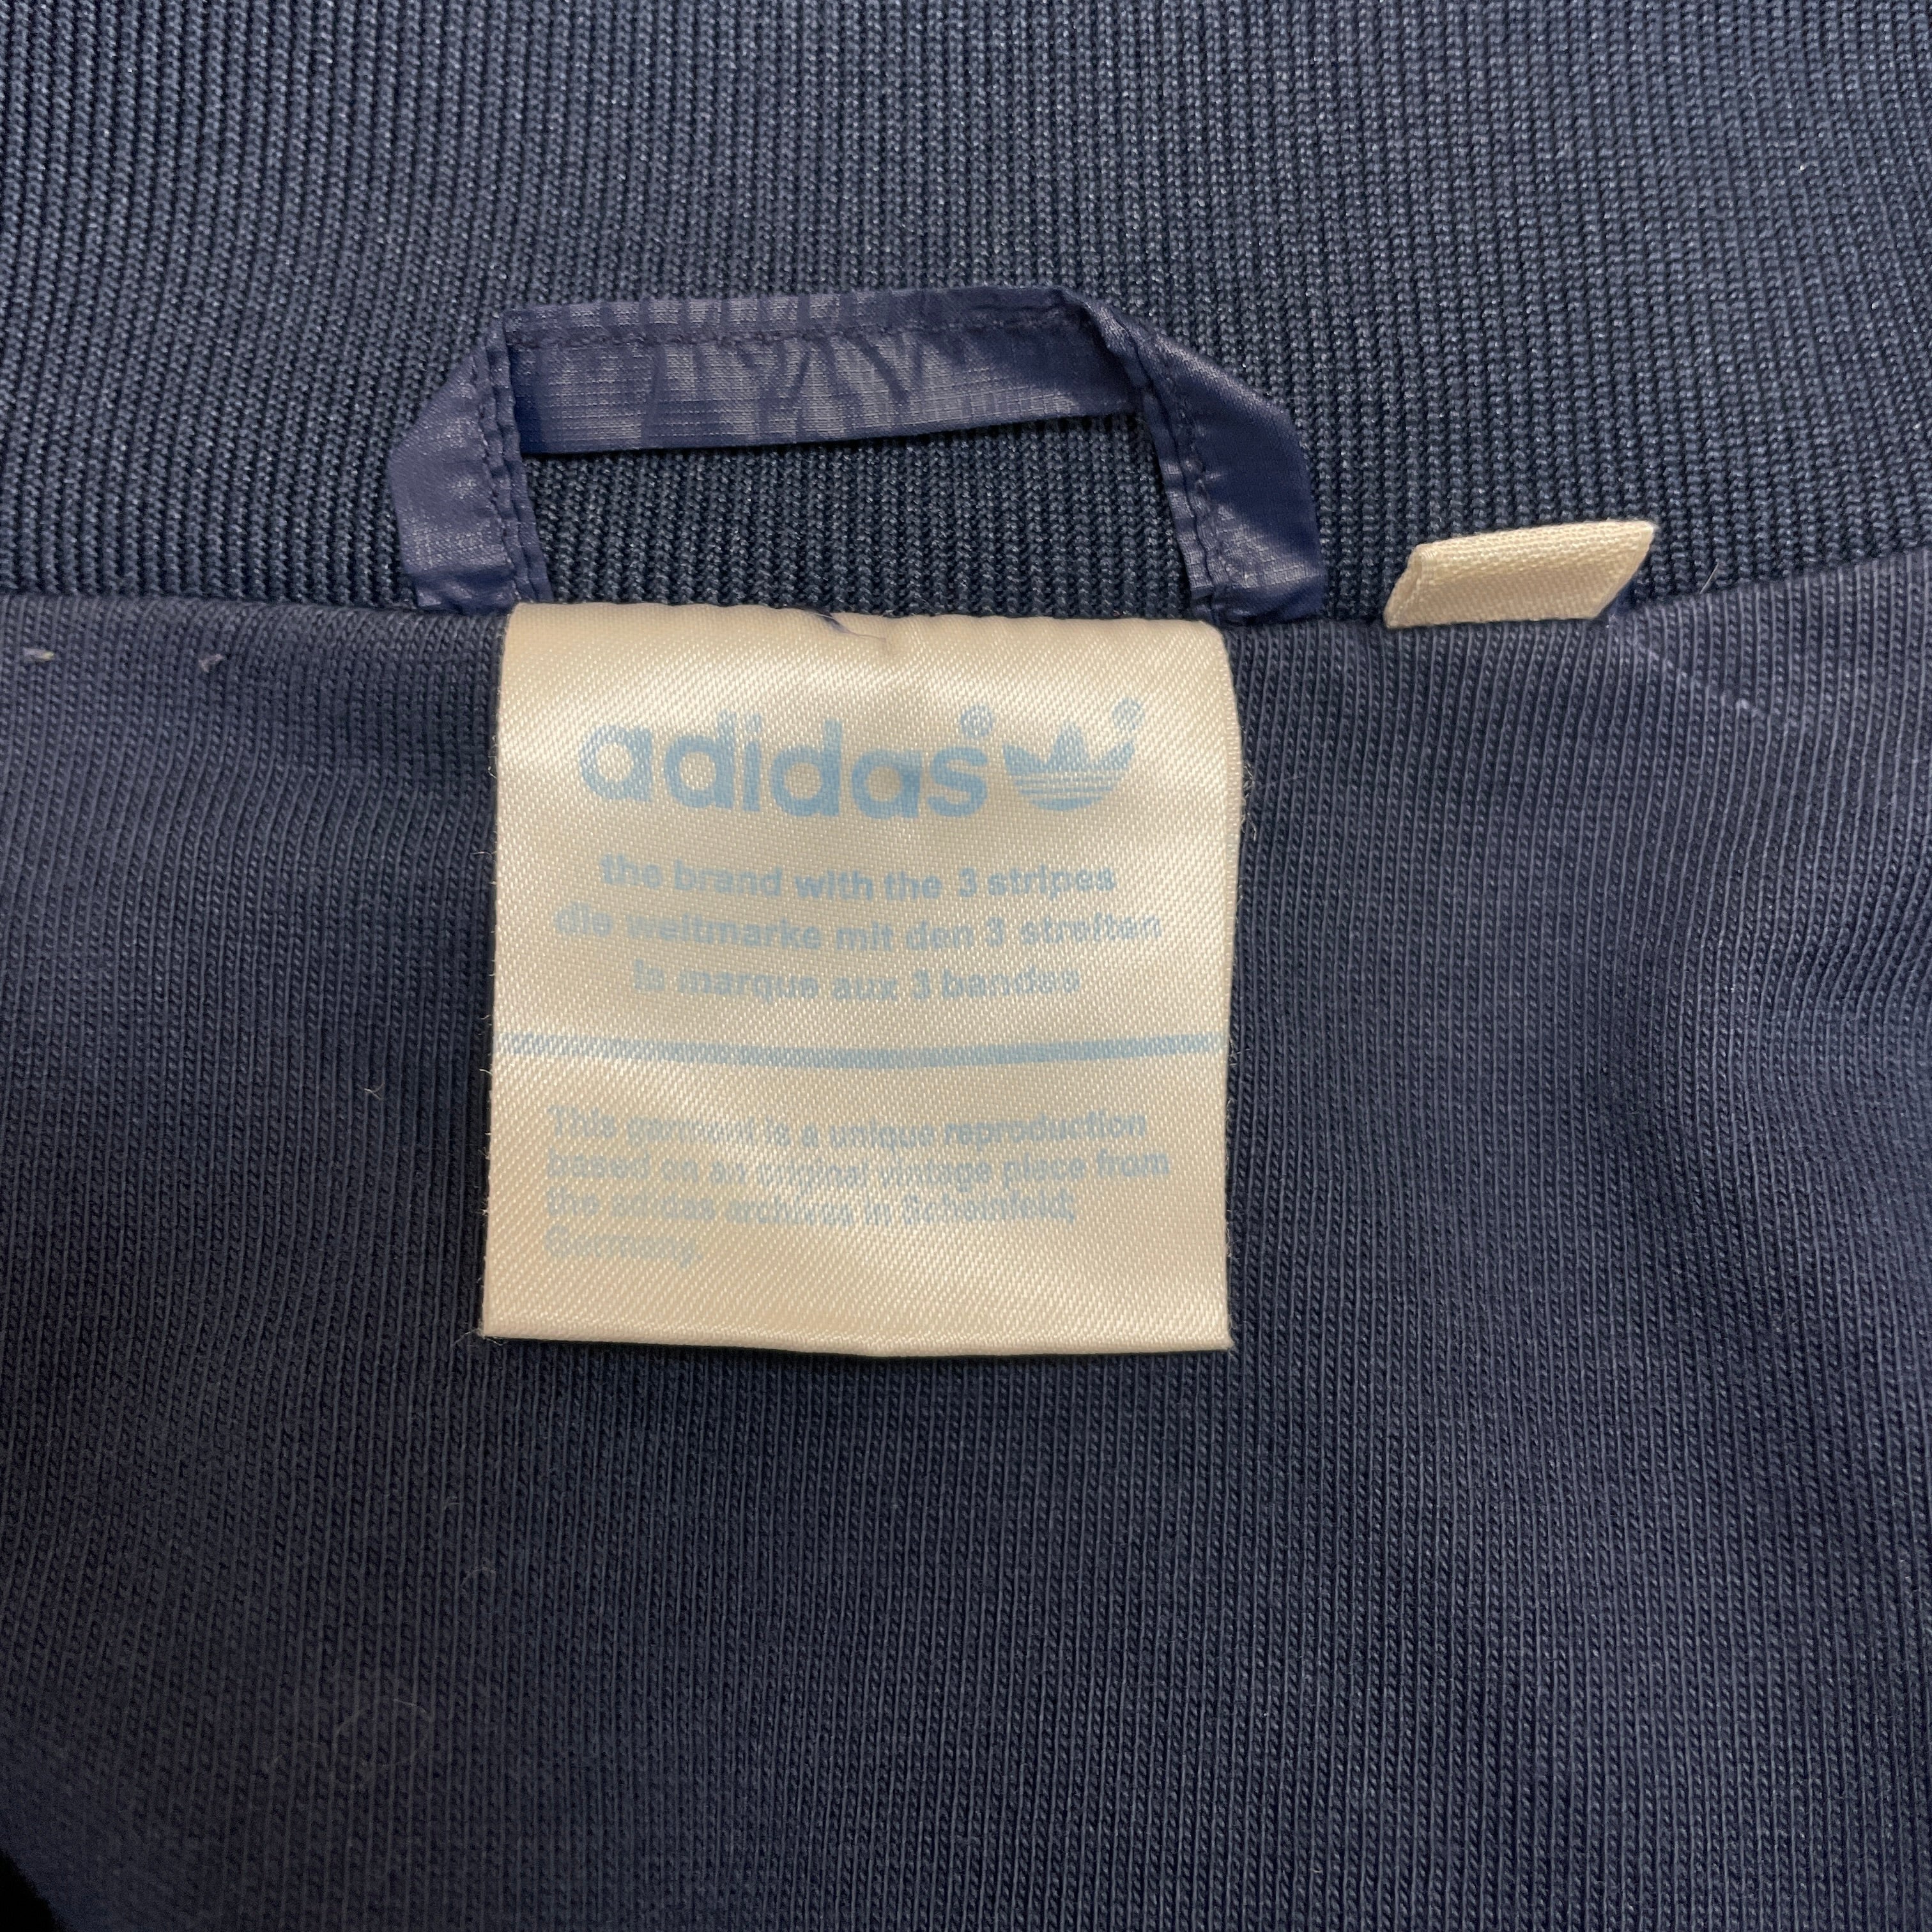 adidas®
the brand with the 3 stripes
die weltmarke mit den 3 streifen
la marque aux 3 bandes
This garment is a unique reproduction
based on an original vintage piece from
the adidas archives in Scheinfeld,
Germany.